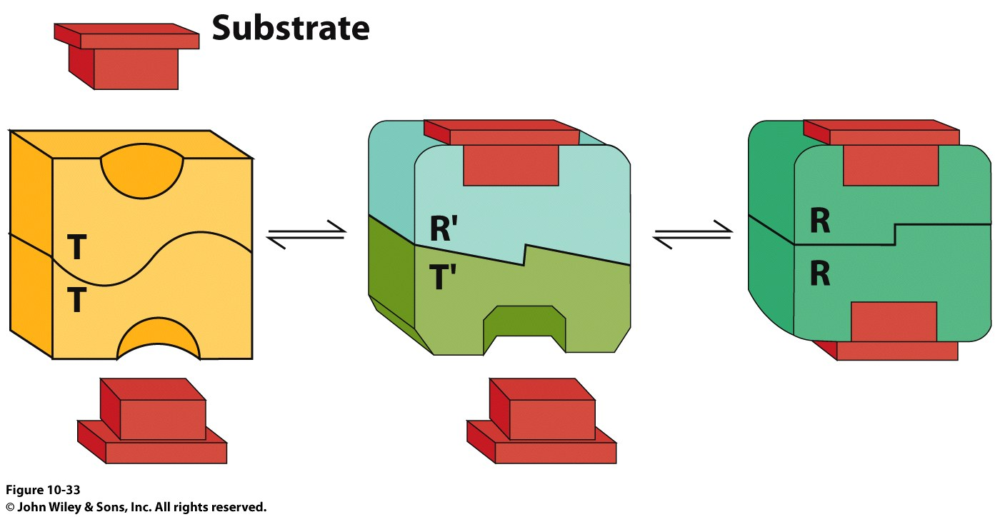 Substrate
T
T
R'
T'
R
R
Figure 10-33
© John Wiley & Sons, Inc. All rights reserved.